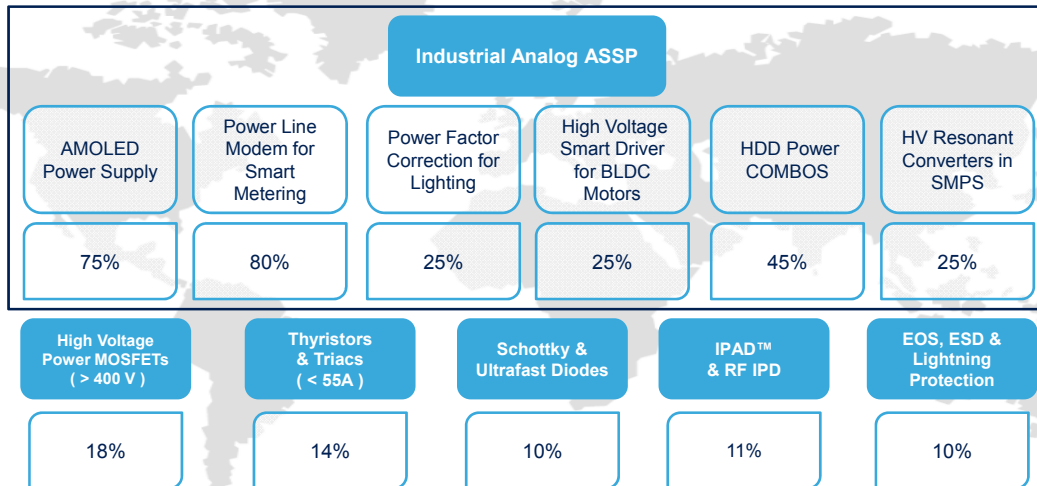 Industrial Analog ASSP
AMOLED
Power Supply
Power Line
Modem for
Smart
Metering
Power Factor
Correction for
Lighting
High Voltage
Smart Driver
for BLDC
Motors
HDD Power
COMBOS
HV Resonant
Converters in
SMPS
75%
80%
25%
25%
45%
25%
High Voltage
Power MOSFETs
( > 400 V )
Thyristors
& Triacs
( < 55A )
Schottky &
Ultrafast Diodes
IPAD™
& RF IPD
EOS, ESD &
Lightning
Protection
18%
14%
10%
11%
10%